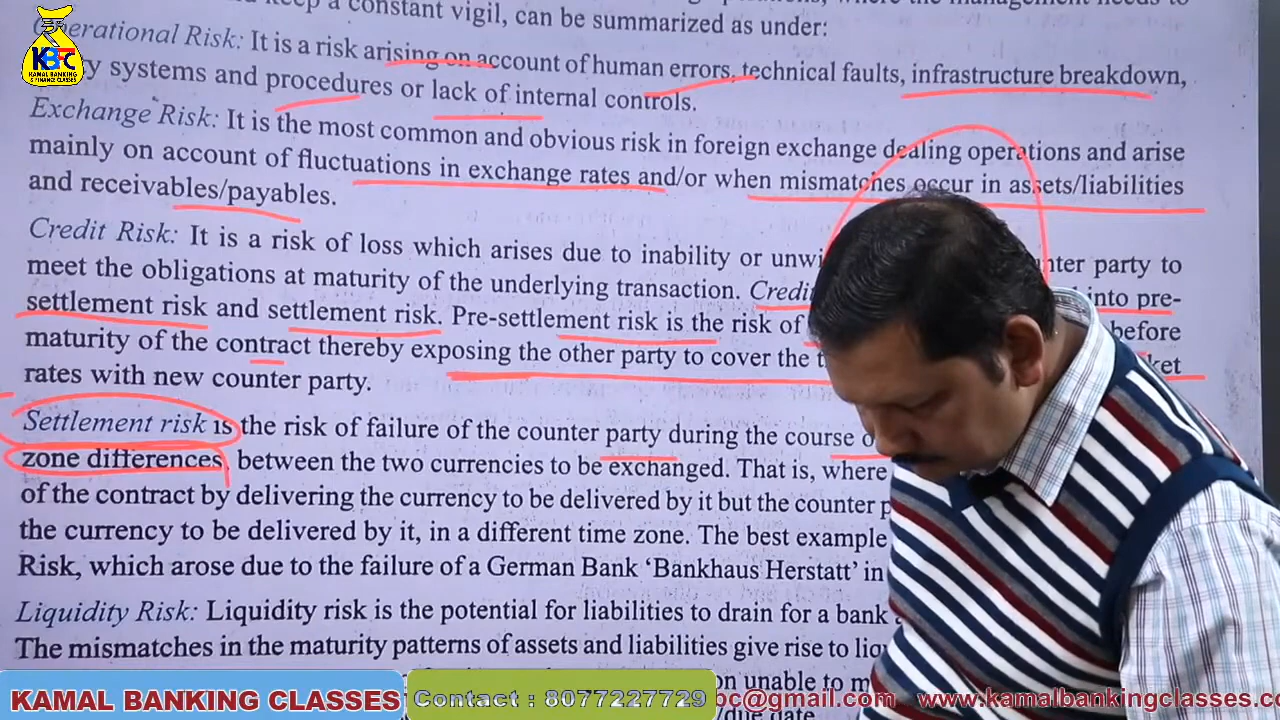 keep a constant vigil, can be summarized as under:
Operational Risk: It is a risk arising on account of human errors, technical faults, infrastructure breakdown,
systems and procedures or lack of internal controls.
Exchange Risk: It is the most common and obvious risk in foreign exchange dealing operations and arise
mainly on account of fluctuations in exchange rates and/or when mismatches occur in assets/liabilities
and receivables/payables.
Credit Risk: It is a risk of loss which arises due to inability or party to
meet the obligations at maturity of the underlying transaction. into pre-
settlement risk and settlement risk. Pre-settlement risk is the risk of before
maturity of the contract thereby exposing the other party to cover the
rates with new counter party.
Settlement risk is the risk of failure of the counter party during the course
zone differences, between the two currencies to be exchanged. That is, where
of the contract by delivering the currency to be delivered by it but the counter
the currency to be delivered by it, in a different time zone. The best example
Risk, which arose due to the failure of a German Bank ‘Bankhaus Herstatt’ in
Liquidity Risk: Liquidity risk is the potential for liabilities to drain for a bank
The mismatches in the maturity patterns of assets and liabilities give rise to
unable to
/due date
KBC
KAMAL BANKING
& FINANCE CLASSES
KAMAL BANKING CLASSES
Contact : 8077227729
bc@gmail.com www.kamalbankingclasses.co